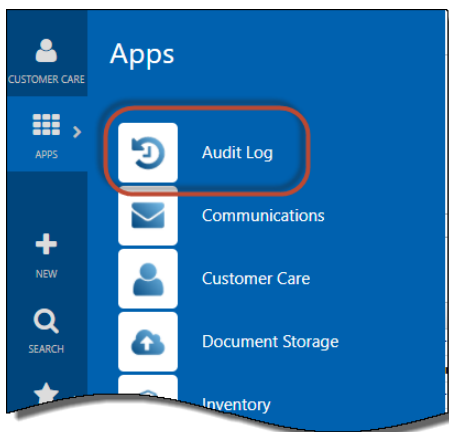 CUSTOMER CARE
APPS
NEW
SEARCH
Apps
Audit Log
Communications
Customer Care
Document Storage
Inventory